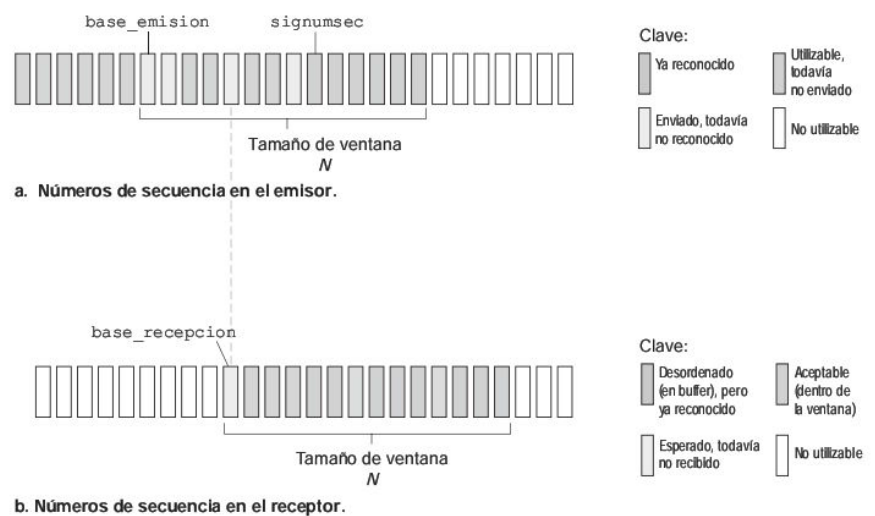 base_emision
signumsec
Clave:
Ya reconocido
Utilizable,
todavía
no enviado
Enviado, todavía
no reconocido
No utilizable
Tamaño de ventana
N
a. Números de secuencia en el emisor.
base_recepcion
Clave:
Desordenado
(en buffer), pero
ya reconocido
Aceptable
(dentro de
la ventana)
Esperado, todavía
no recibido
No utilizable
Tamaño de ventana
N
b. Números de secuencia en el receptor.